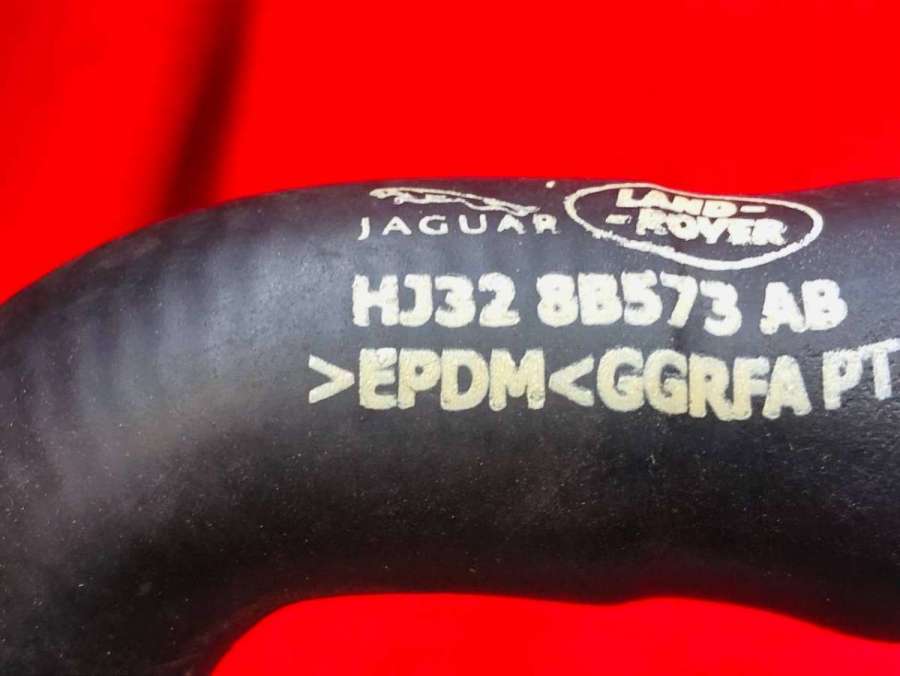 JAGUAR
LAND-
-ROVER
HJ32 8B573 AB
>EPDM<GGRFA PT